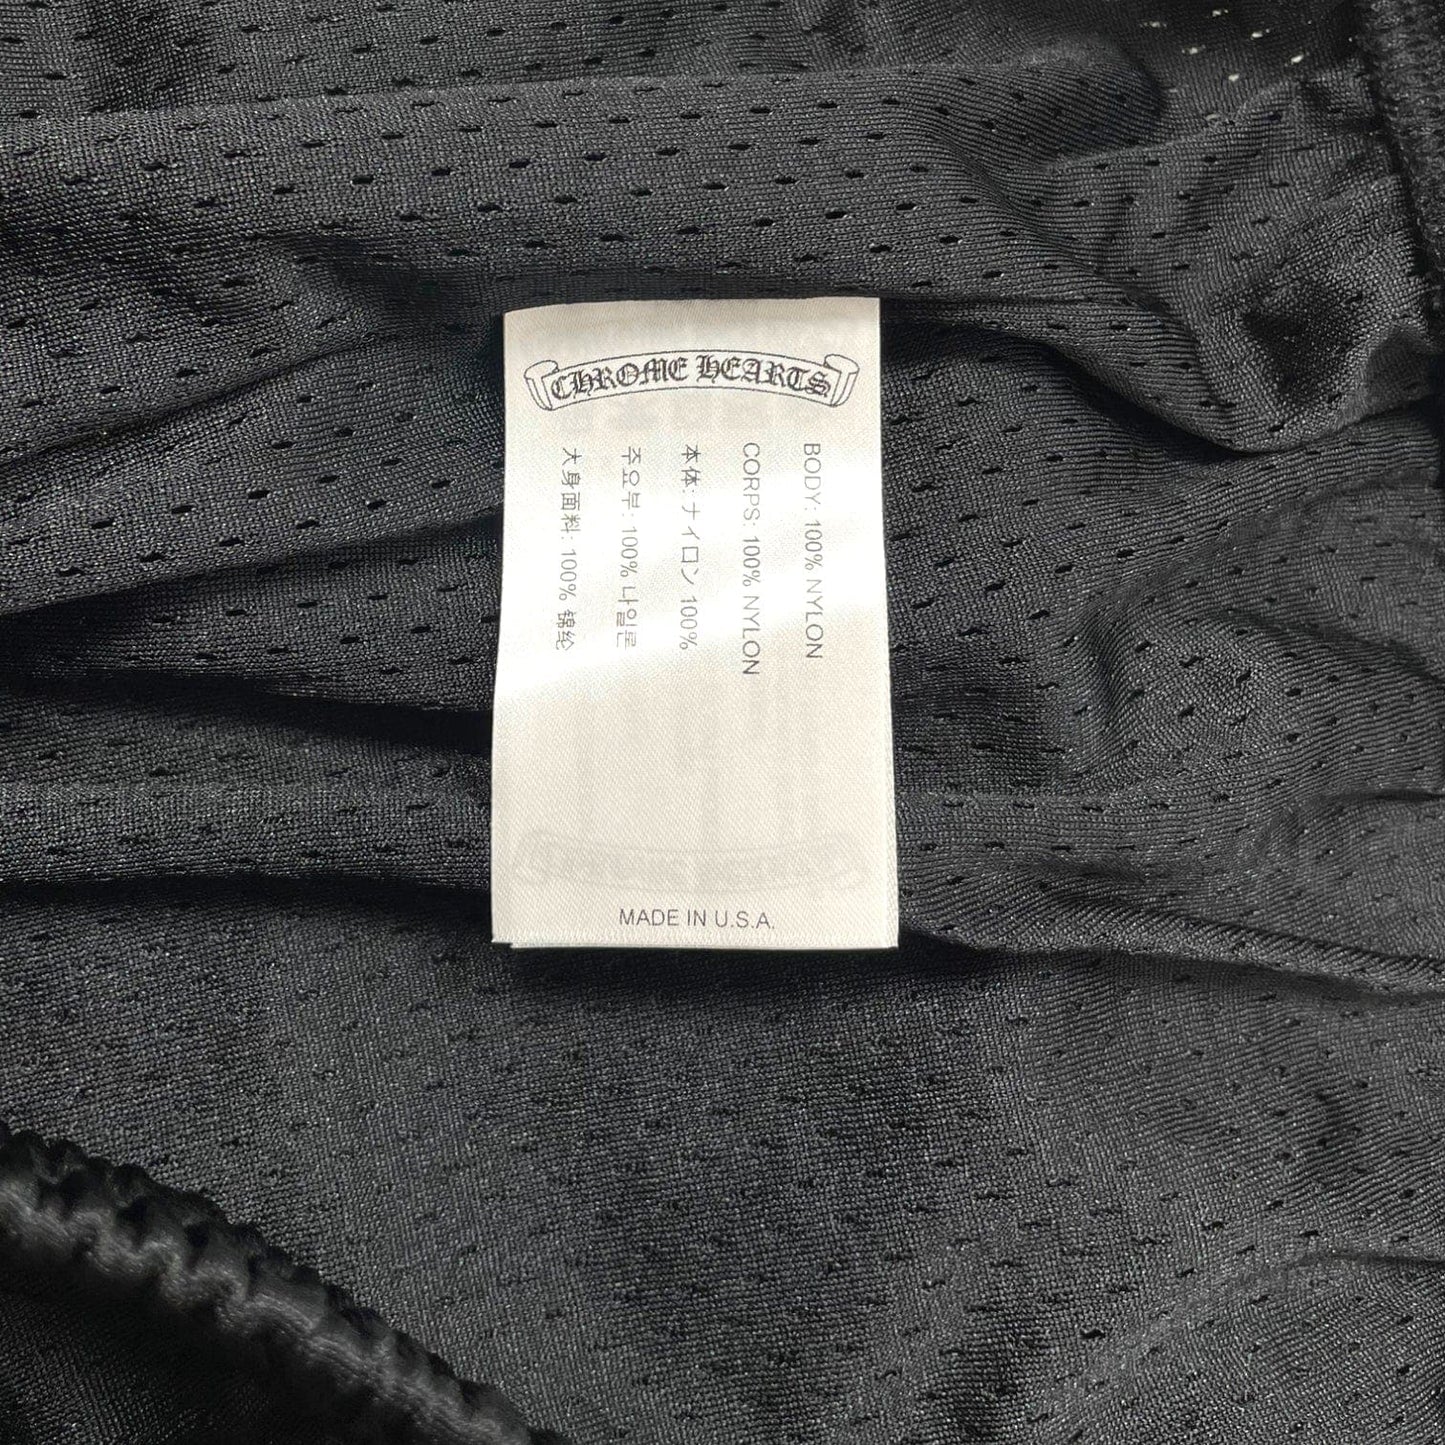 CHROME HEARTS
BODY: 100% NYLON
CORPS: 100% NYLON
本体: ナイロン 100%
주요부: 100% 나일론
大身面料: 100% 锦纶
MADE IN U.S.A.